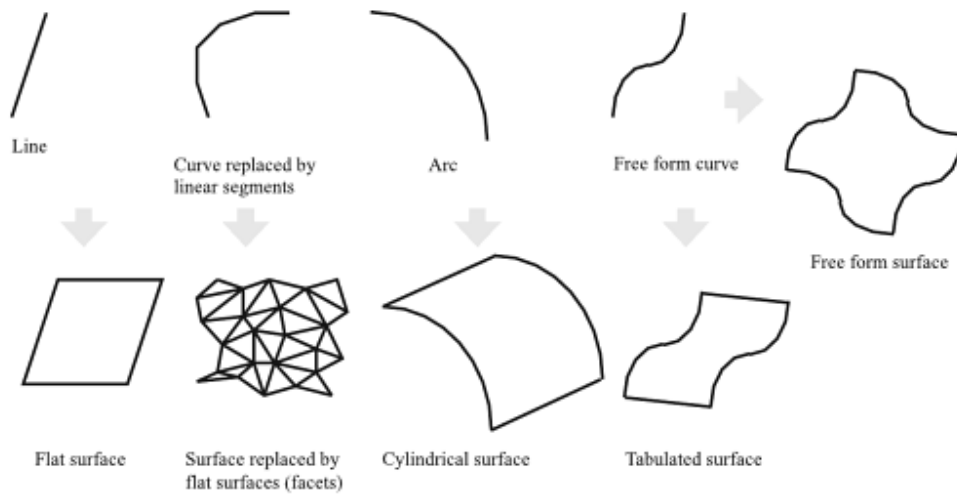 Line
Curve replaced by
linear segments
Arc
Free form curve
Free form surface
Flat surface
Surface replaced by
flat surfaces (facets)
Cylindrical surface
Tabulated surface